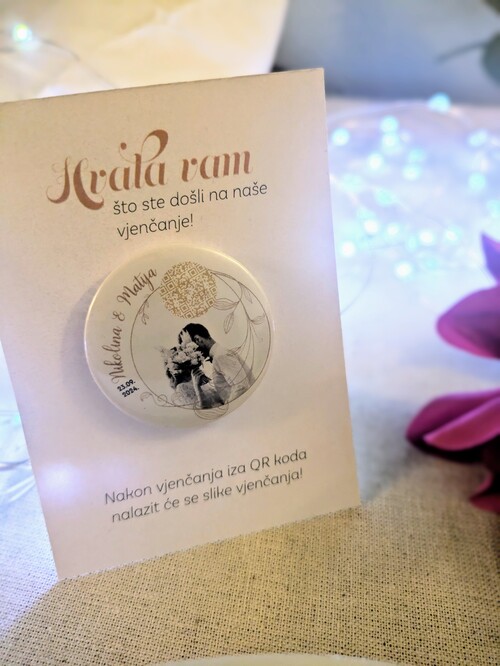 Hvala vam
što ste došli na naše
vjenčanje!
Nikolina & Matija
23.09.
2024.
Nakon vjenčanja iza QR koda
nalazit će se slike vjenčanja!